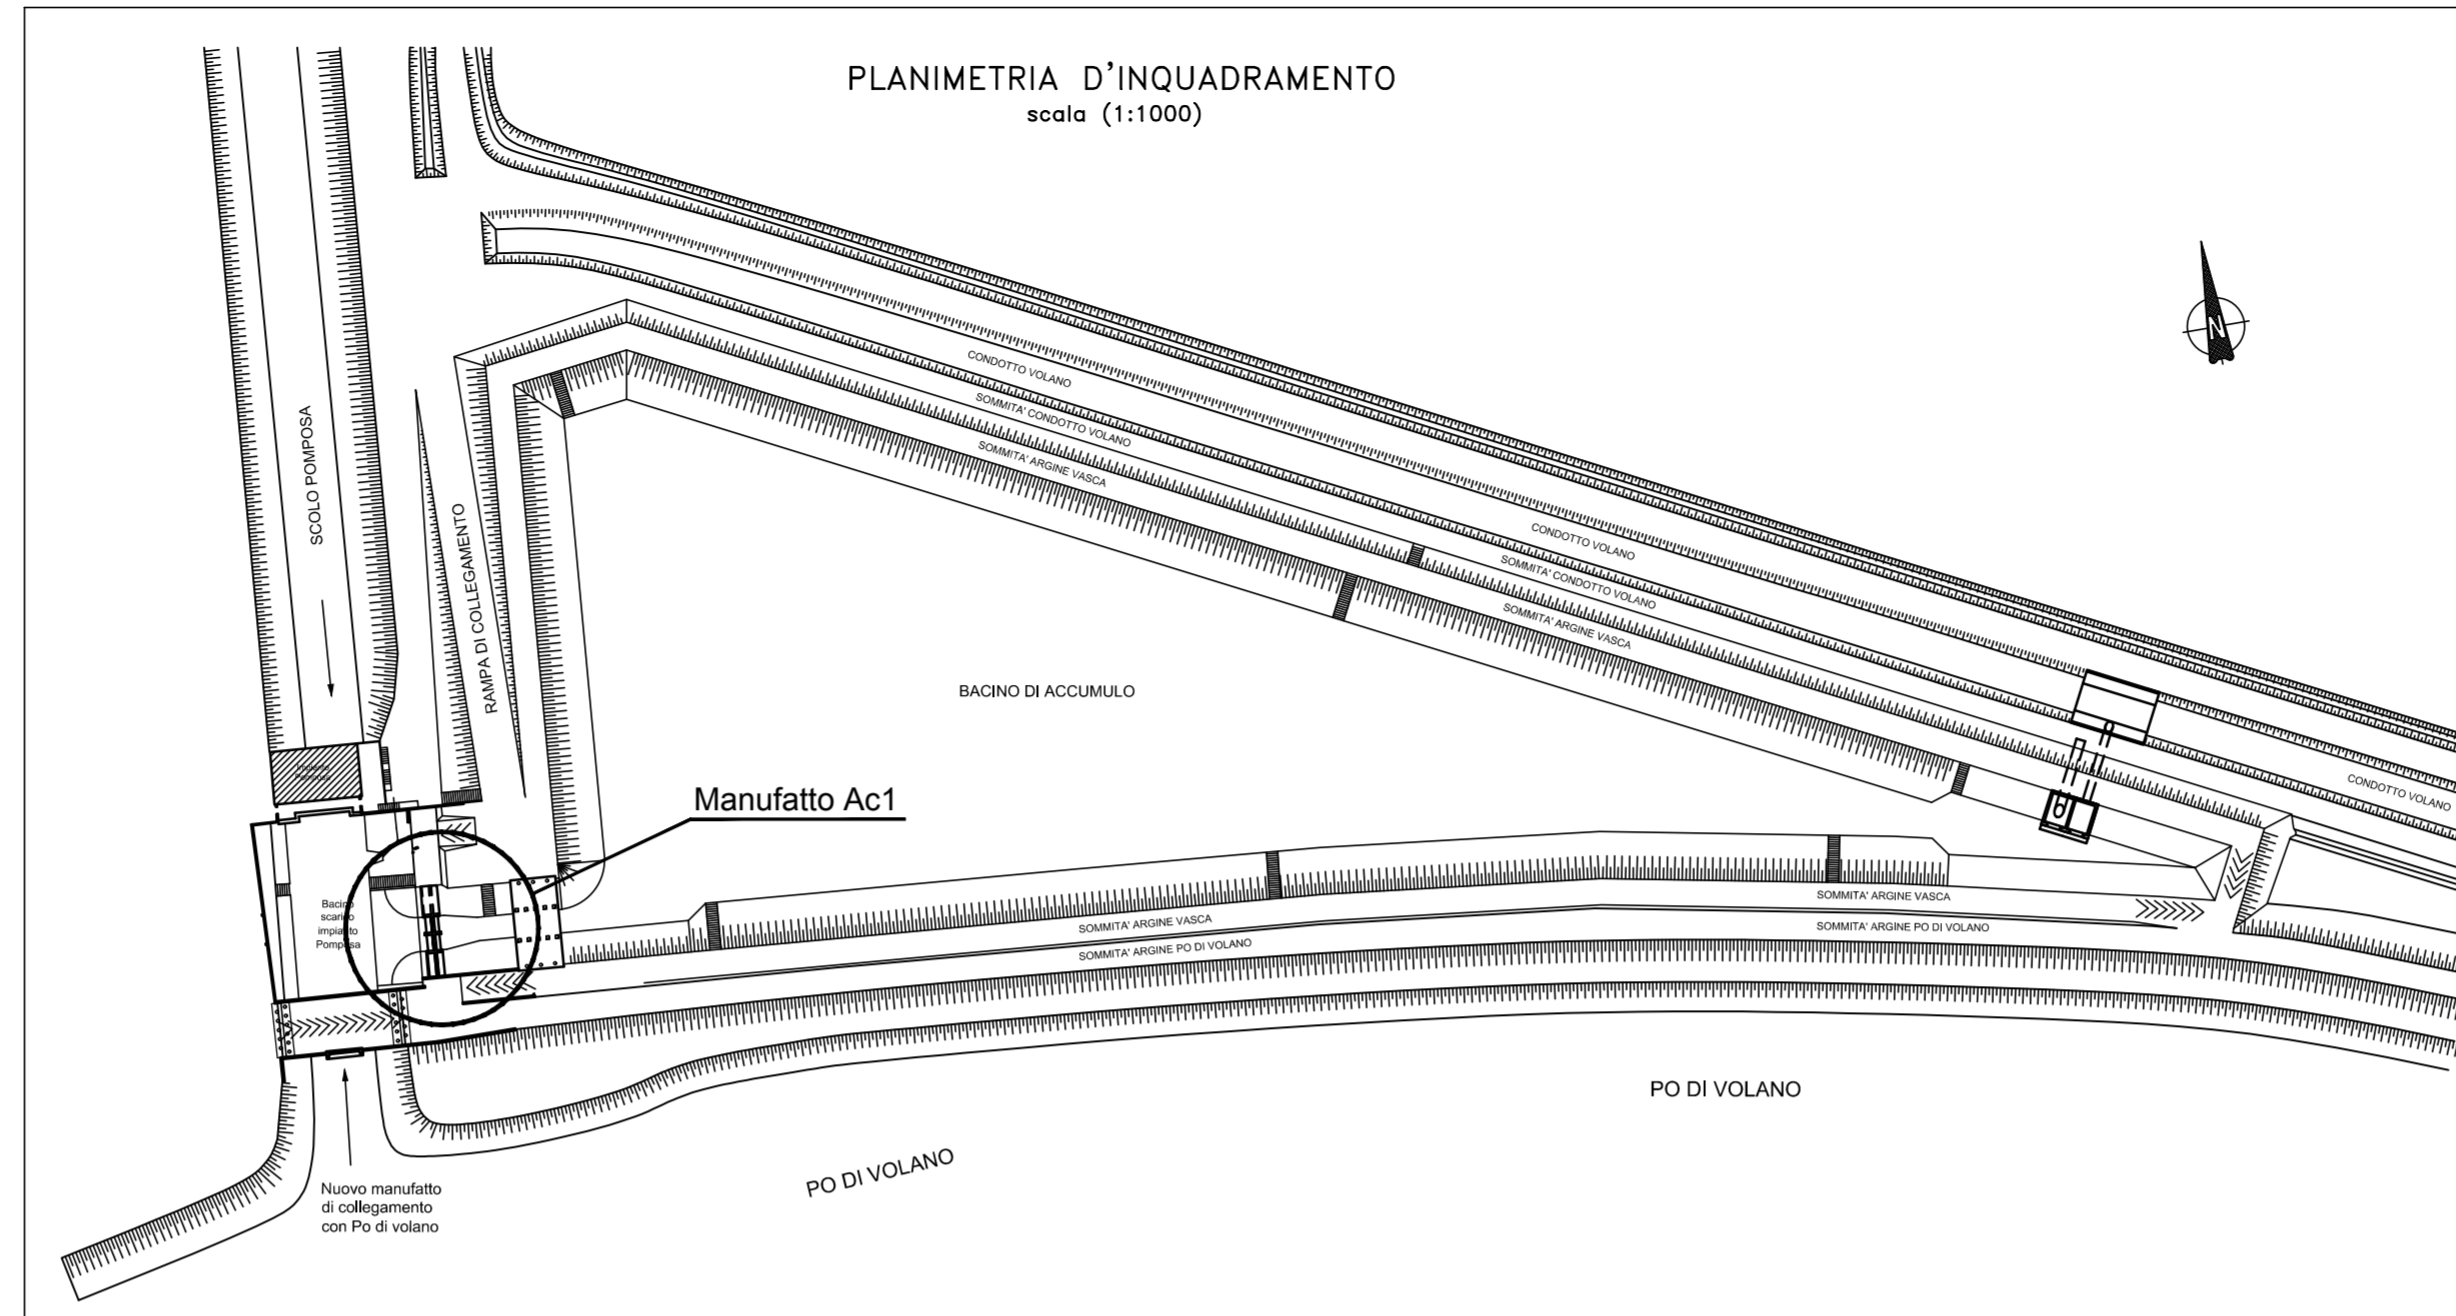 PLANIMETRIA D'INQUADRAMENTO
scala (1:1000)
N
CONDOTTO VOLANO
SOMMITA' CONDOTTO VOLANO
SOMMITA' ARGINE VASCA
SCOLO POMPOSA
RAMPA DI COLLEGAMENTO
CONDOTTO VOLANO
SOMMITA' CONDOTTO VOLANO
SOMMITA' ARGINE VASCA
BACINO DI ACCUMULO
CONDOTTO VOLANO
Manufatto Ac1
Bacino
scarico
impianto
Pomposa
SOMMITA' ARGINE VASCA
SOMMITA' ARGINE PO DI VOLANO
SOMMITA' ARGINE VASCA
SOMMITA' ARGINE PO DI VOLANO
PO DI VOLANO
PO DI VOLANO
Nuovo manufatto
di collegamento
con Po di volano